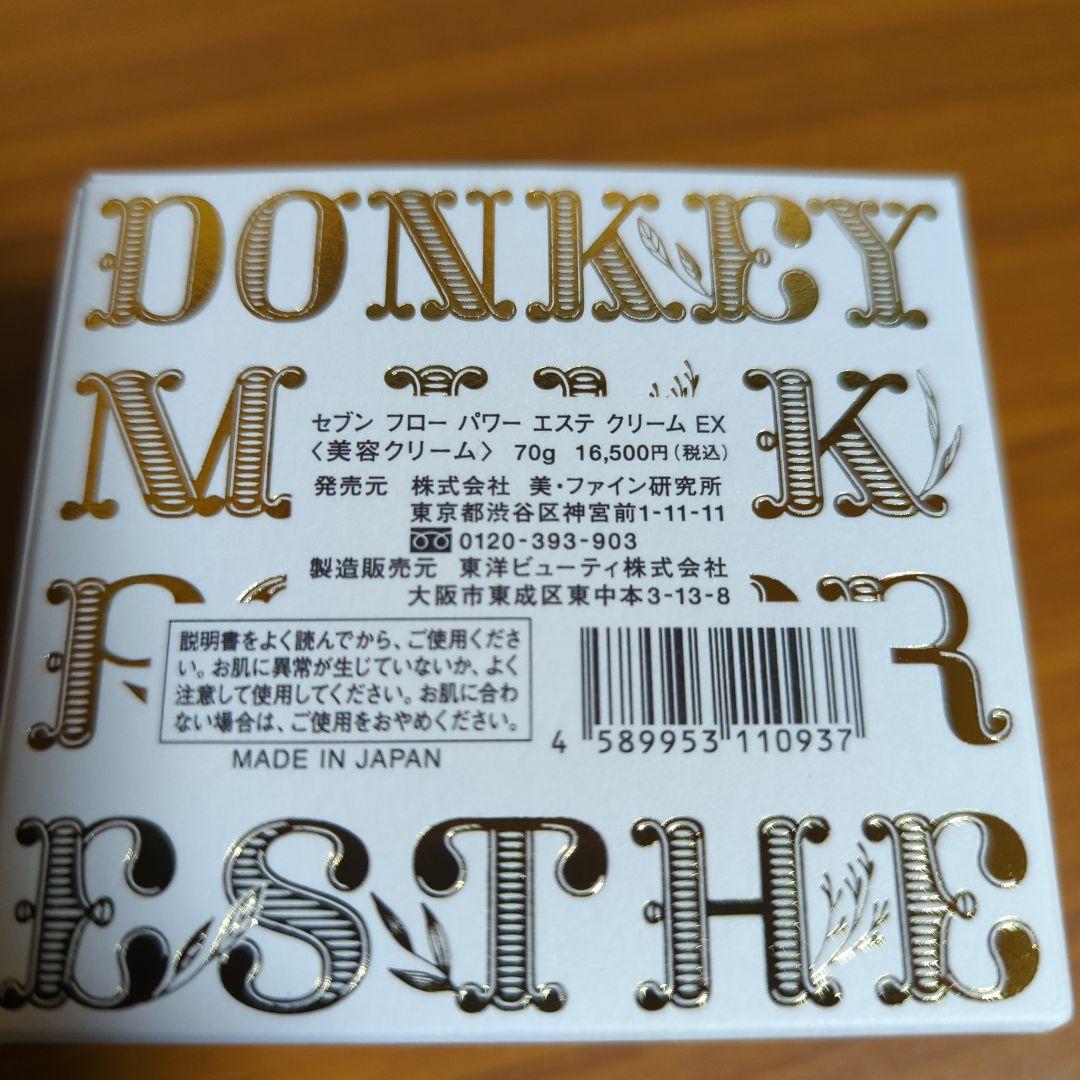 DONKEY
MILK
セブン フロー パワー エステ クリーム EX
〈美容クリーム〉 70g 16,500円(税込)
発売元 株式会社 美・ファイン研究所
東京都渋谷区神宮前1-11-11
0120-393-903
製造販売元 東洋ビューティ株式会社
大阪市東成区東中本3-13-8
説明書をよく読んでから、ご使用くださ
い。お肌に異常が生じていないか、よく
注意して使用してください。お肌に合わ
ない場合は、ご使用をおやめください。
MADE IN JAPAN
4 589953 110937
ESTHE